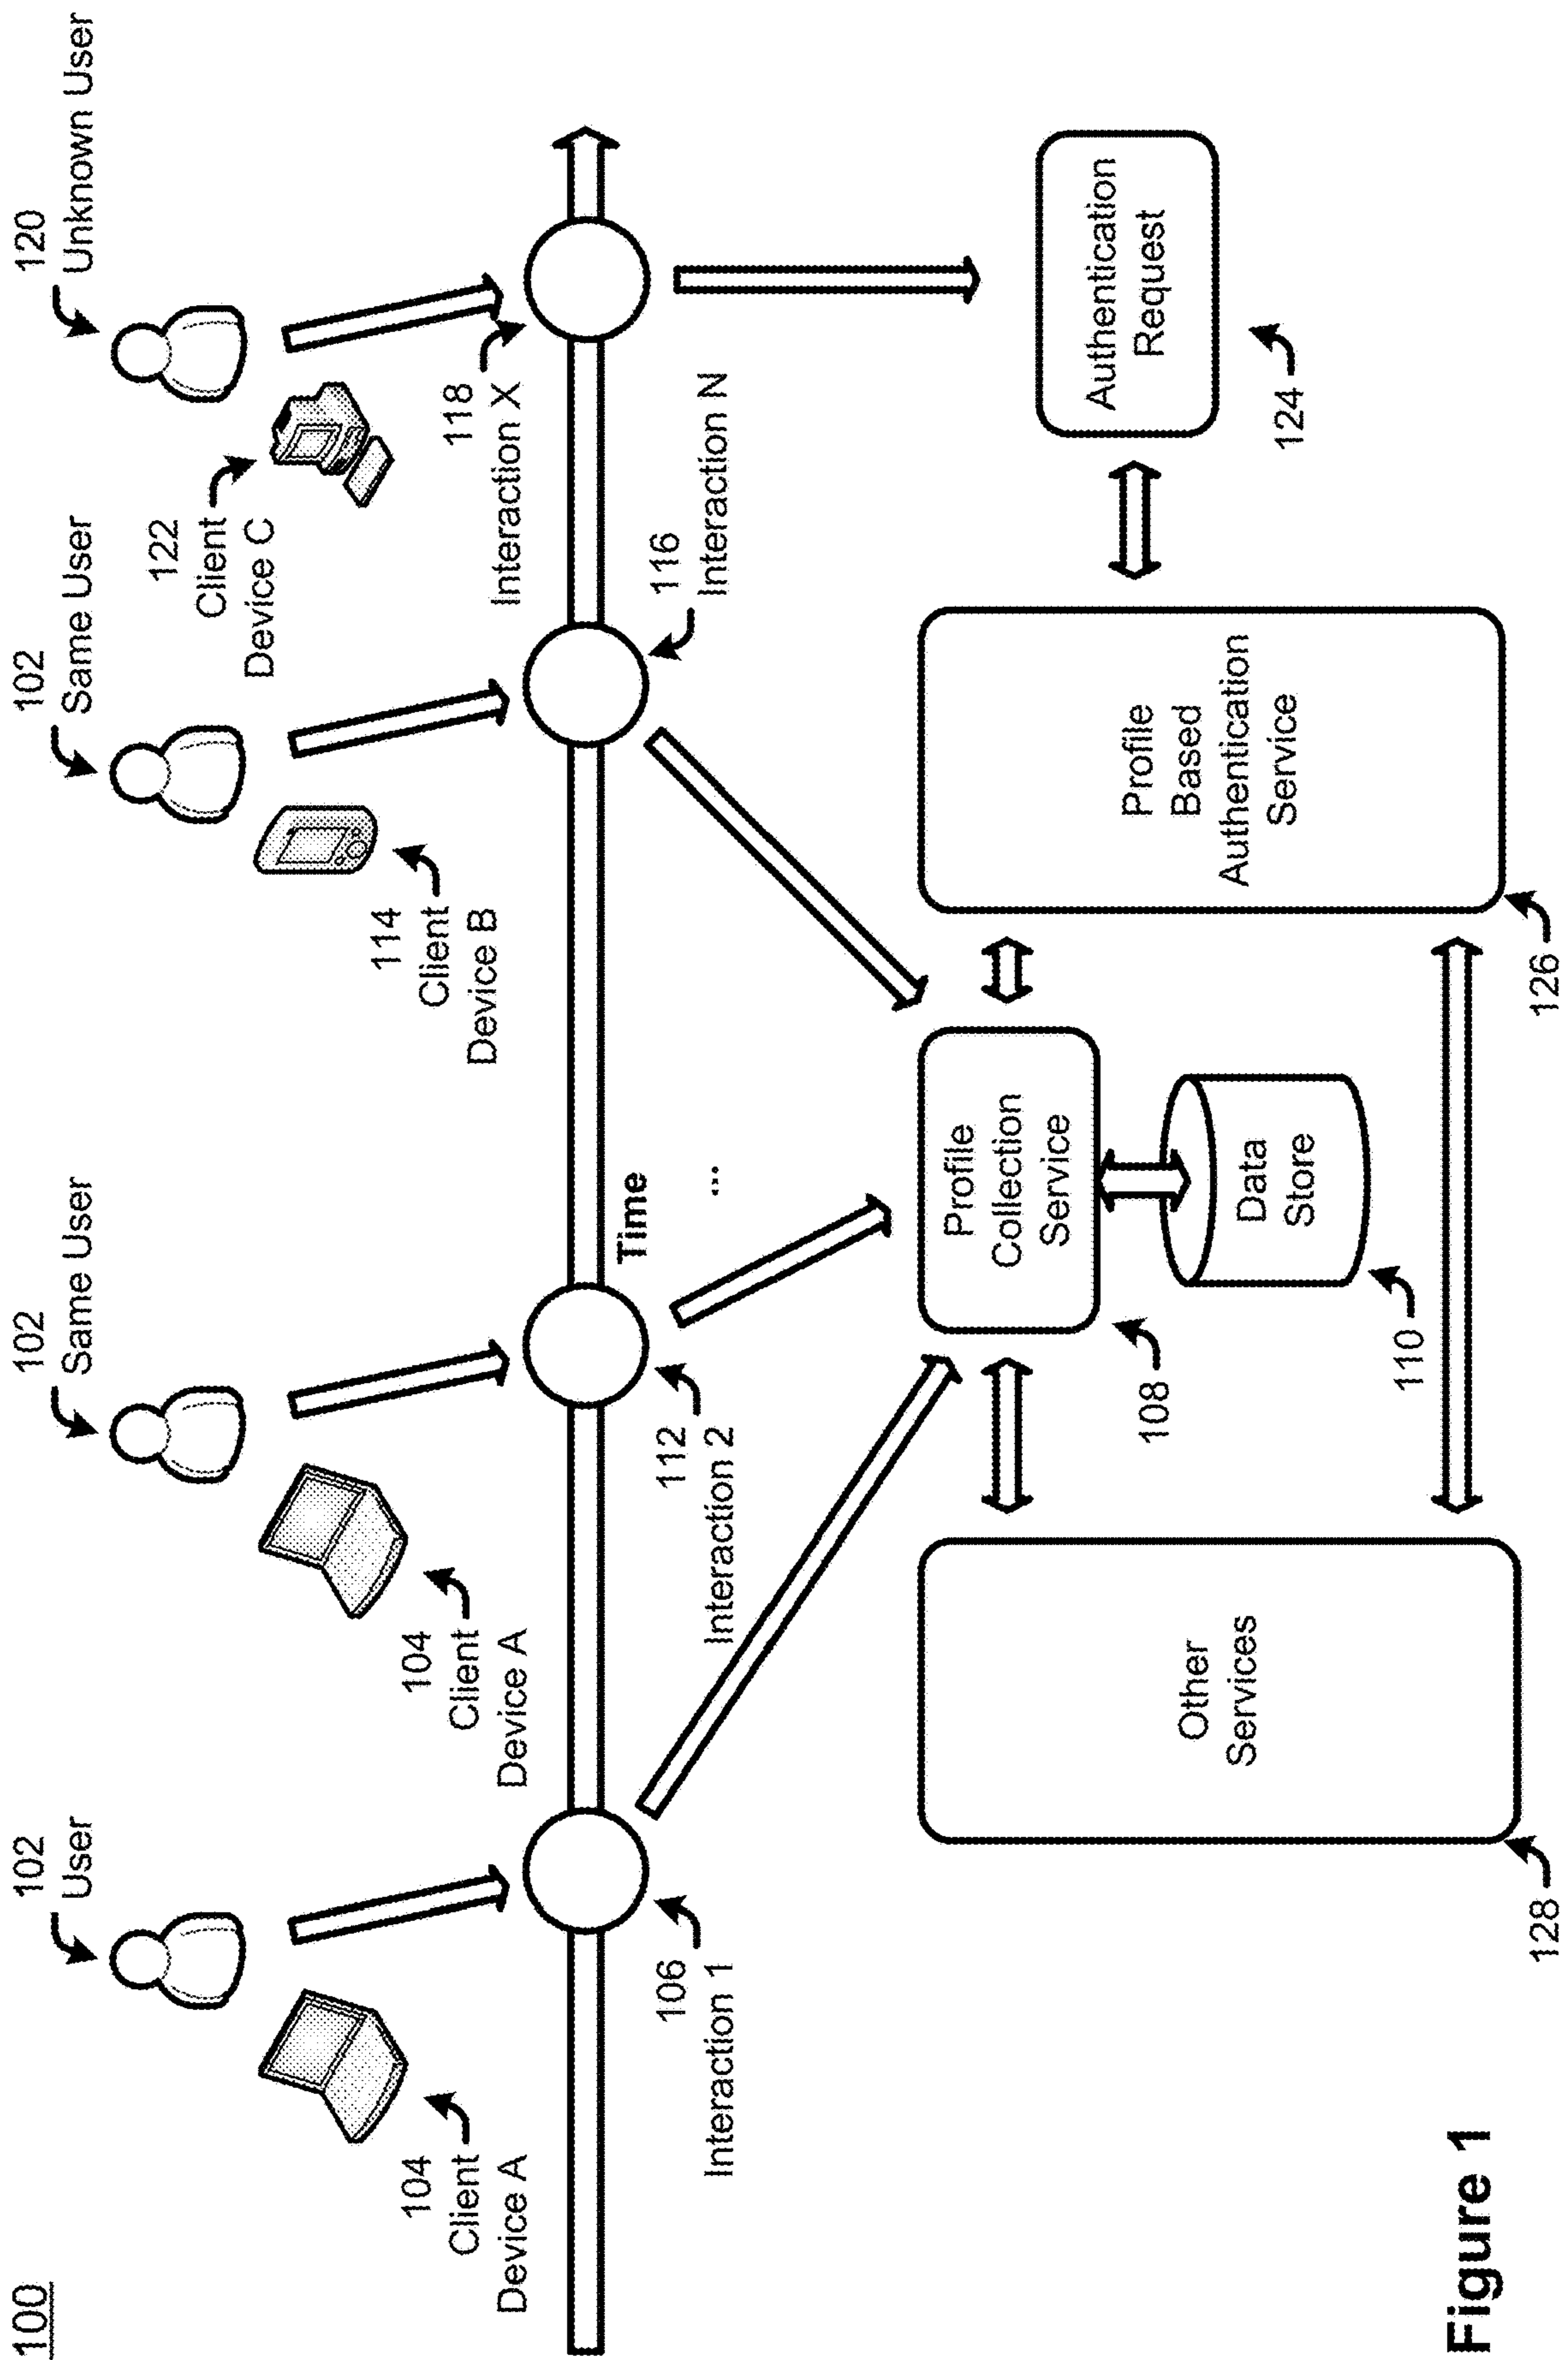 100
102
User
104
Client
Device A
102
Same User
104
Client
Device A
102
Same User
114
Client
Device B
120
Unknown User
122
Client
Device C
118
Interaction X
106
Interaction 1
112
Interaction 2
Time
...
116
Interaction N
Other
Services
128
Profile
Collection
Service
108
Data
Store
110
Profile
Based
Authentication
Service
126
Authentication
Request
124
Figure 1